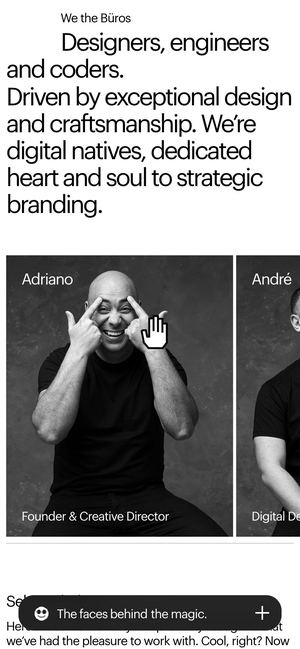 We the Büros
Designers, engineers
and coders.
Driven by exceptional design
and craftsmanship. We're
digital natives, dedicated
heart and soul to strategic
branding.
Adriano
André
Founder & Creative Director
Digital De
The faces behind the magic.
we've had the pleasure to work with. Cool, right? Now